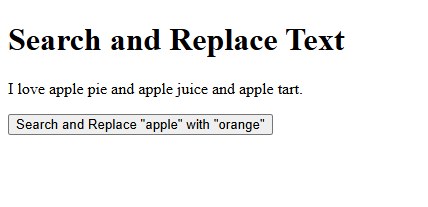 Search and Replace Text
I love apple pie and apple juice and apple tart.
Search and Replace "apple" with "orange"